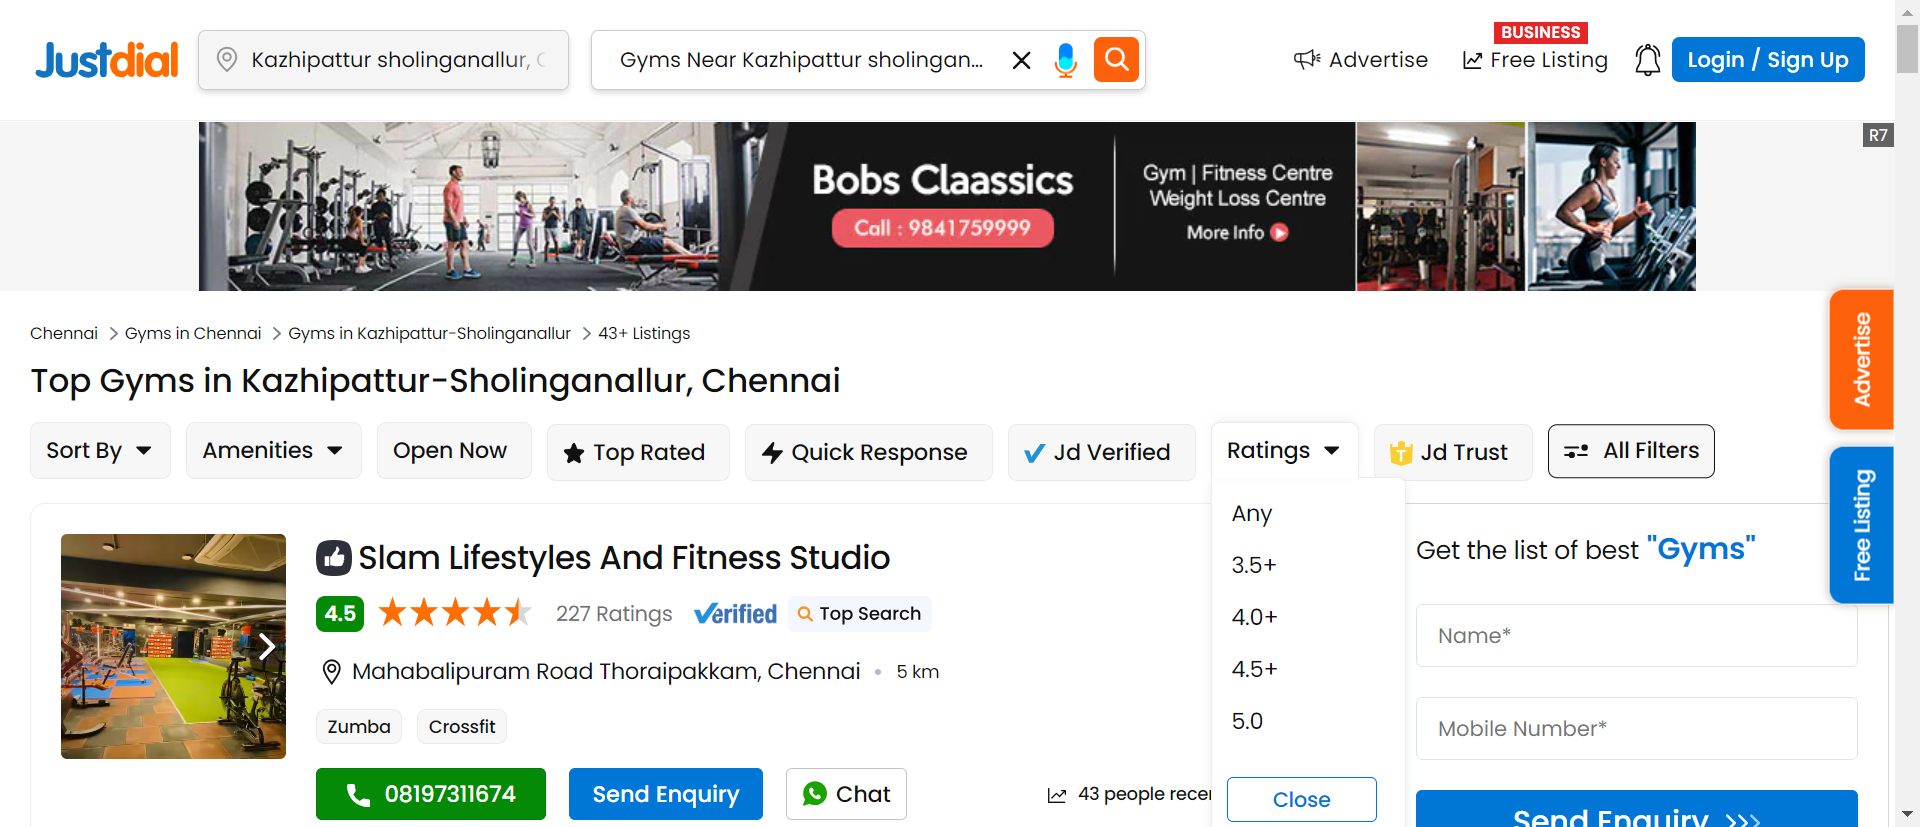 Justdial
Kazhipattur sholinganallur,
Gyms Near Kazhipattur sholingan...
Advertise
BUSINESS
Free Listing
Login / Sign Up
R7
Bobs Claassics
Call : 9841759999
Gym | Fitness Centre
Weight Loss Centre
More Info
Chennai
Gyms in Chennai
Gyms in Kazhipattur-Sholinganallur
43+ Listings
Top Gyms in Kazhipattur-Sholinganallur, Chennai
Sort By
Amenities
Open Now
Top Rated
Quick Response
Jd Verified
Ratings
Jd Trust
All Filters
Any
3.5+
4.0+
4.5+
5.0
Close
Slam Lifestyles And Fitness Studio
4.5
227 Ratings
Verified
Top Search
Mahabalipuram Road Thoraipakkam, Chennai • 5 km
Zumba
Crossfit
08197311674
Send Enquiry
Chat
43 people recer
Get the list of best "Gyms"
Name*
Mobile Number*
Send Enquiry
Advertise
Free Listing